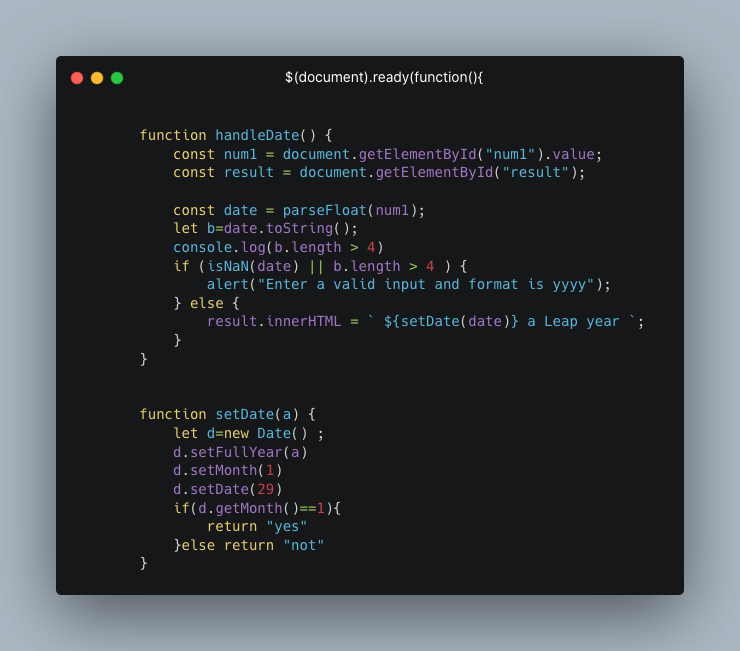 $(document).ready(function(){
function handleDate() {
    const num1 = document.getElementById("num1").value;
    const result = document.getElementById("result");
    const date = parseFloat(num1);
    let b=date.toString();
    console.log(b.length > 4)
    if (isNaN(date) || b.length > 4 ) {
        alert("Enter a valid input and format is yyyy");
    } else {
        result.innerHTML = ` ${setDate(date)} a Leap year `;
    }
}
function setDate(a) {
    let d=new Date() ;
    d.setFullYear(a)
    d.setMonth(1)
    d.setDate(29)
    if(d.getMonth()==1){
        return "yes"
    }else return "not"
}